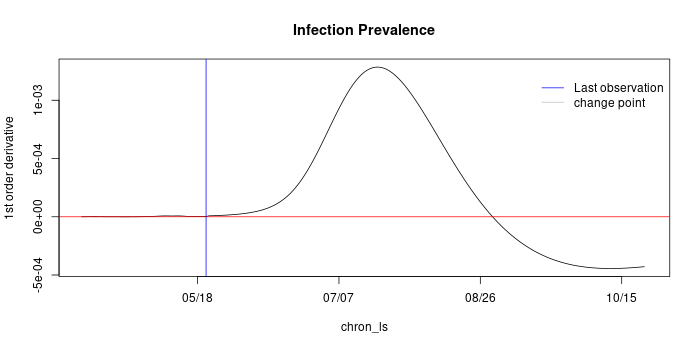 Infection Prevalence
1st order derivative
1e-03
5e-04
0e+00
-5e-04
Last observation
change point
05/18
07/07
08/26
10/15
chron_ls